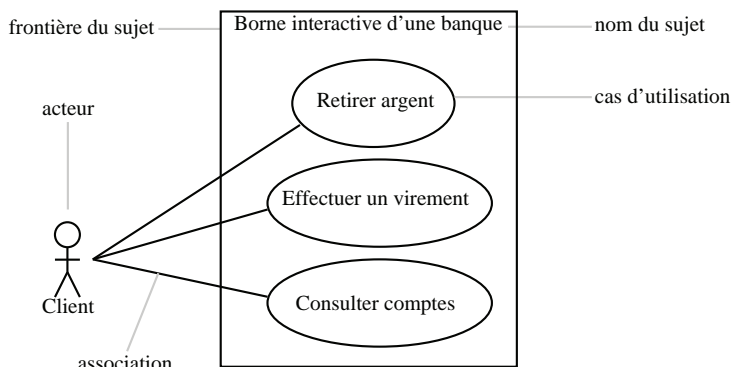 frontière du sujet
Borne interactive d’une banque
nom du sujet
Retirer argent
cas d’utilisation
acteur
Effectuer un virement
Client
Consulter comptes
association